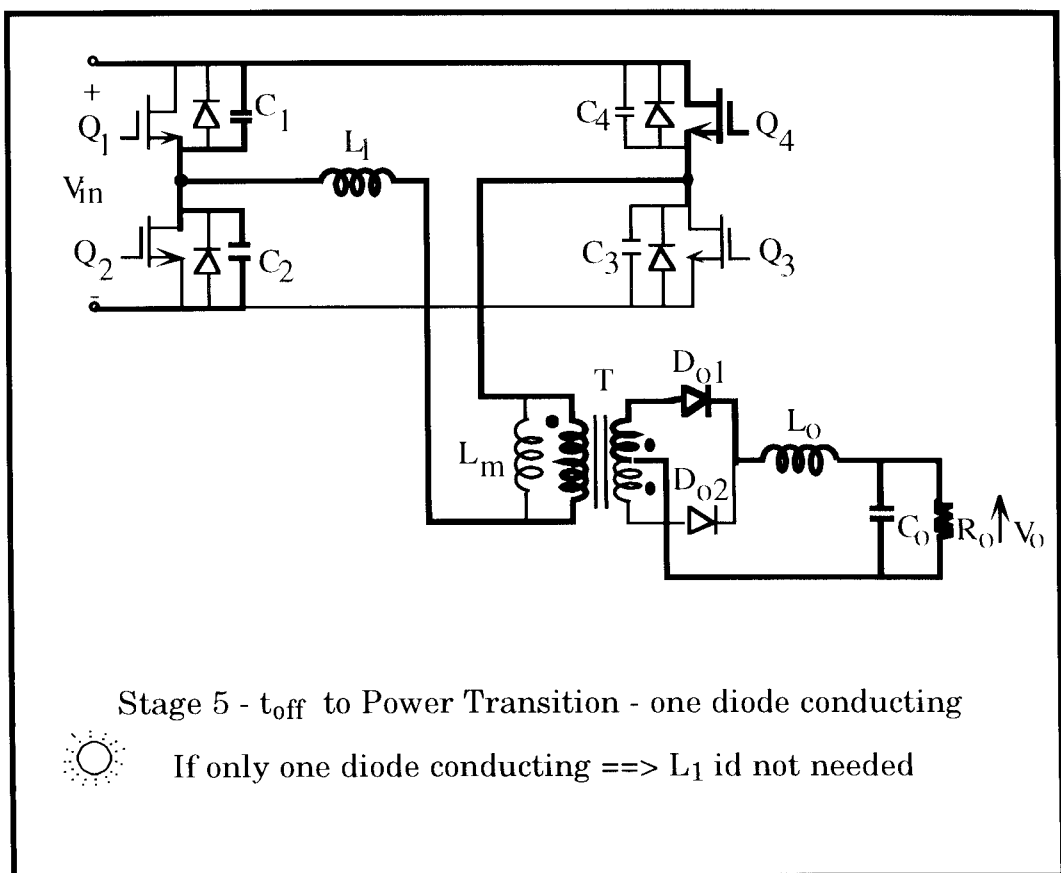 +
Q1
C1
C4
Q4
Ll
Vin
Q2
C2
C3
Q3
-
T
Do1
Lo
Lm
Do2
Co
Ro
Vo
Stage 5 - toff to Power Transition - one diode conducting
If only one diode conducting ==> L1 id not needed